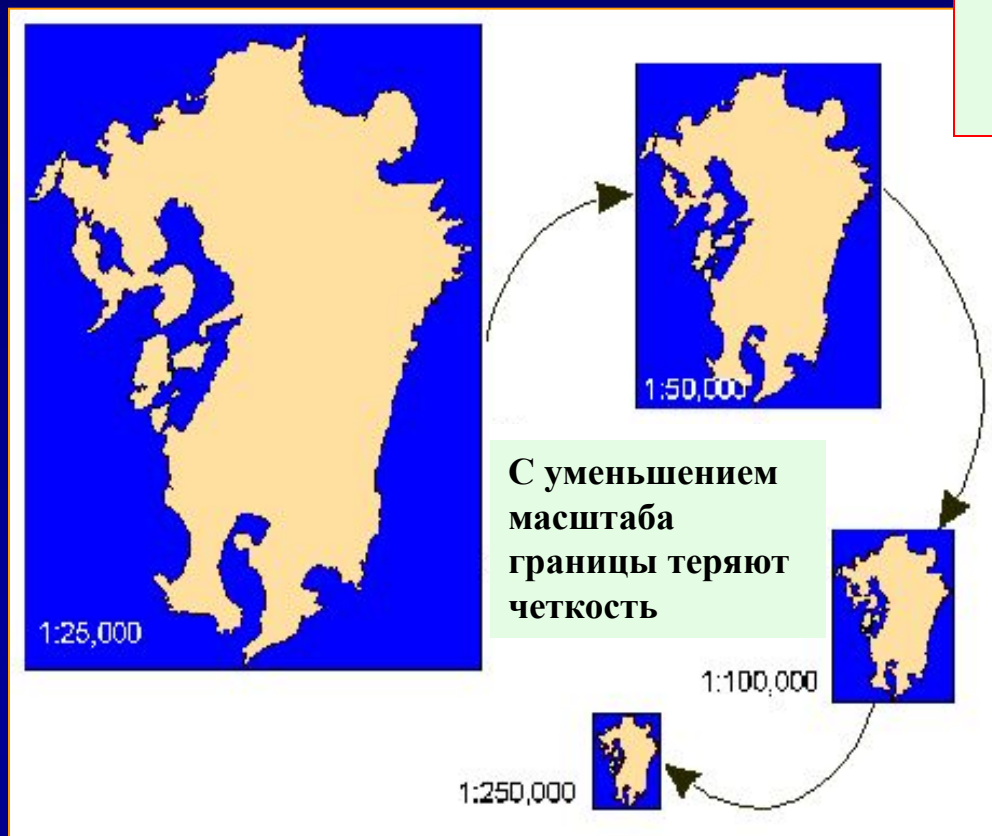 1:25,000
1:50,000
С уменьшением
масштаба
границы теряют
четкость
1:100,000
1:250,000